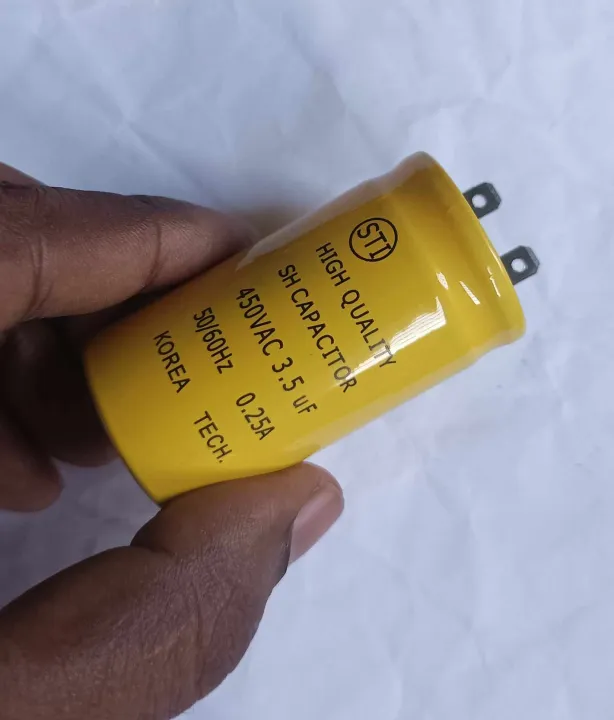 STI
HIGH QUALITY
SH CAPACITOR
450VAC 3.5 uF
50/60Hz 0.25A
KOREA TECH.